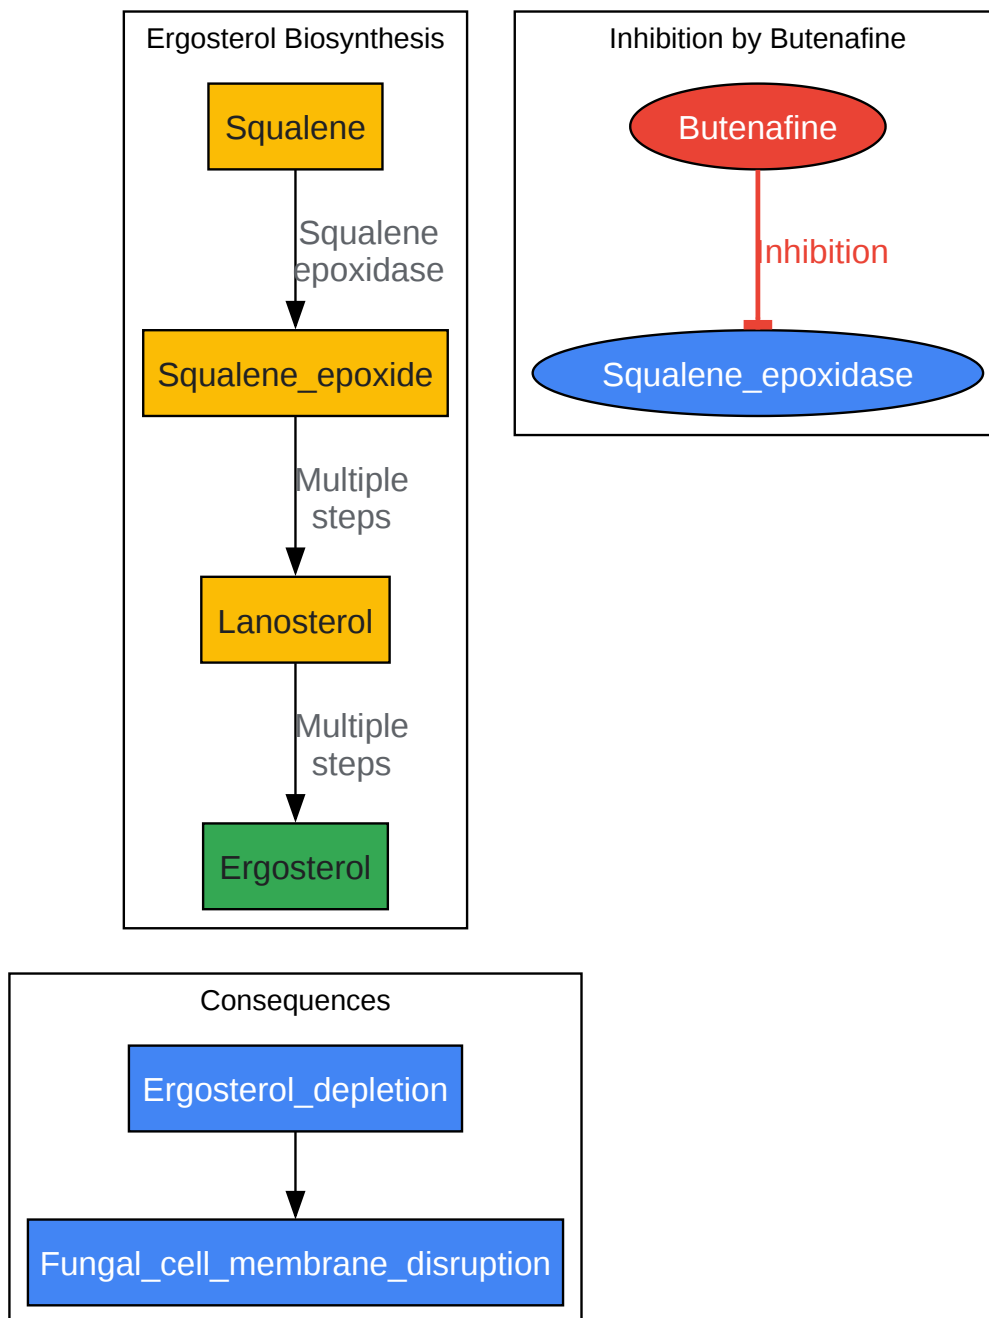 Ergosterol Biosynthesis
Squalene
Squalene
epoxidase
Squalene_epoxide
Multiple
steps
Lanosterol
Multiple
steps
Ergosterol
Inhibition by Butenafine
Butenafine
Inhibition
Squalene_epoxidase
Consequences
Ergosterol_depletion
Fungal_cell_membrane_disruption